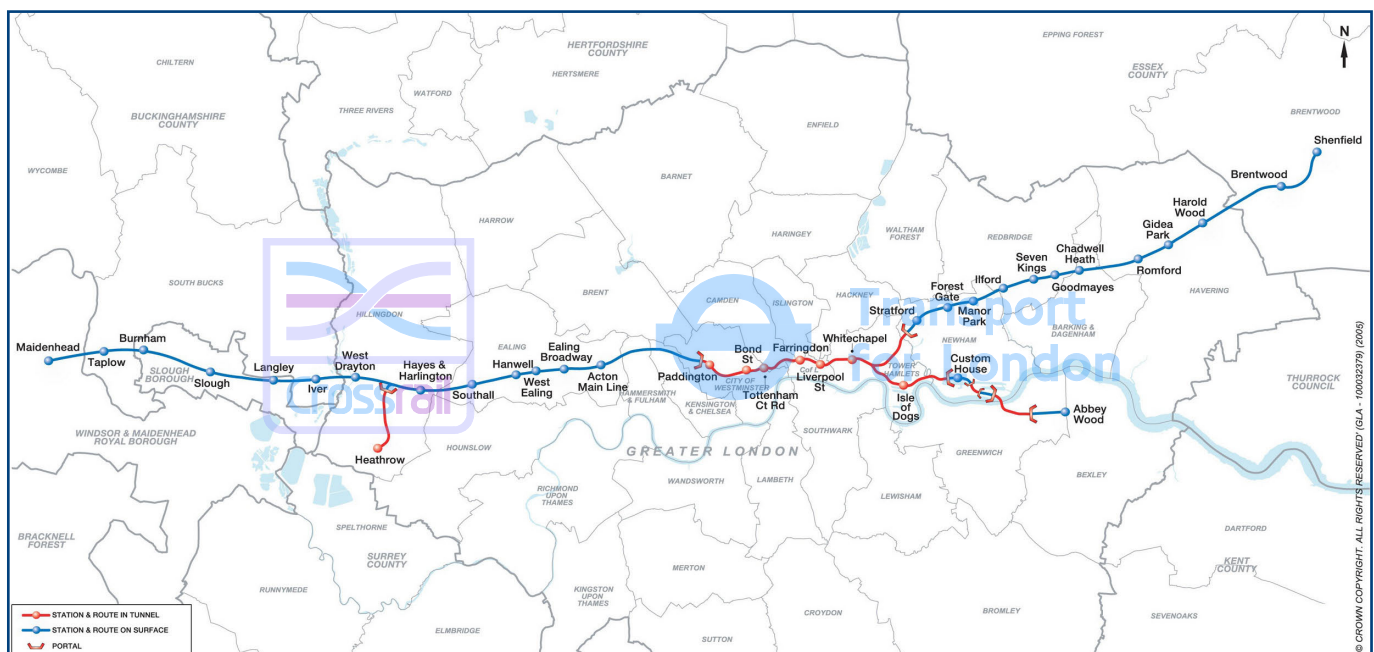 N
EPPING FOREST
HERTFORDSHIRE
COUNTY
HERTSMERE
CHILTERN
ESSEX
COUNTY
WATFORD
THREE RIVERS
BRENTWOOD
BUCKINGHAMSHIRE
COUNTY
ENFIELD
Shenfield
WYCOMBE
BARNET
Brentwood
HARROW
HARINGEY
WALTHAM
FOREST
REDBRIDGE
Harold
Wood
Gidea
Park
Chadwell
Heath
Seven
Kings
Ilford
Romford
Goodmayes
HAVERING
SOUTH BUCKS
HILLINGDON
BRENT
CAMDEN
ISLINGTON
HACKNEY
Forest
Gate
Manor
Park
Stratford
Transport
for London
BARKING &
DAGENHAM
NEWHAM
Maidenhead
Taplow
Burnham
SLOUGH
BOROUGH
Slough
Langley
Iver
West
Drayton
Hayes &
Harlington
Southall
EALING
Hanwell
West
Ealing
Ealing
Broadway
Acton
Main Line
HAMMERSMITH
& FULHAM
Paddington
KENSINGTON
& CHELSEA
Bond
St
CITY OF
WESTMINSTER
Tottenham
Ct Rd
Farringdon
CofL
Liverpool
St
Whitechapel
TOWER
HAMLETS
Isle
of
Dogs
Custom
House
Abbey
Wood
THURROCK
COUNCIL
crossrail
Heathrow
WINDSOR & MAIDENHEAD
ROYAL BOROUGH
HOUNSLOW
GREATER LONDON
SOUTHWARK
GREENWICH
BEXLEY
RICHMOND
UPON
THAMES
WANDSWORTH
LAMBETH
LEWISHAM
BRACKNELL
FOREST
SPELTHORNE
SURREY
COUNTY
DARTFORD
KENT
COUNTY
RUNNYMEDE
MERTON
KINGSTON
UPON
THAMES
CROYDON
BROMLEY
SEVENOAKS
ELMBRIDGE
SUTTON
STATION & ROUTE IN TUNNEL
STATION & ROUTE ON SURFACE
PORTAL
© CROWN COPYRIGHT. ALL RIGHTS RESERVED' (GLA - 100032379) (2005)